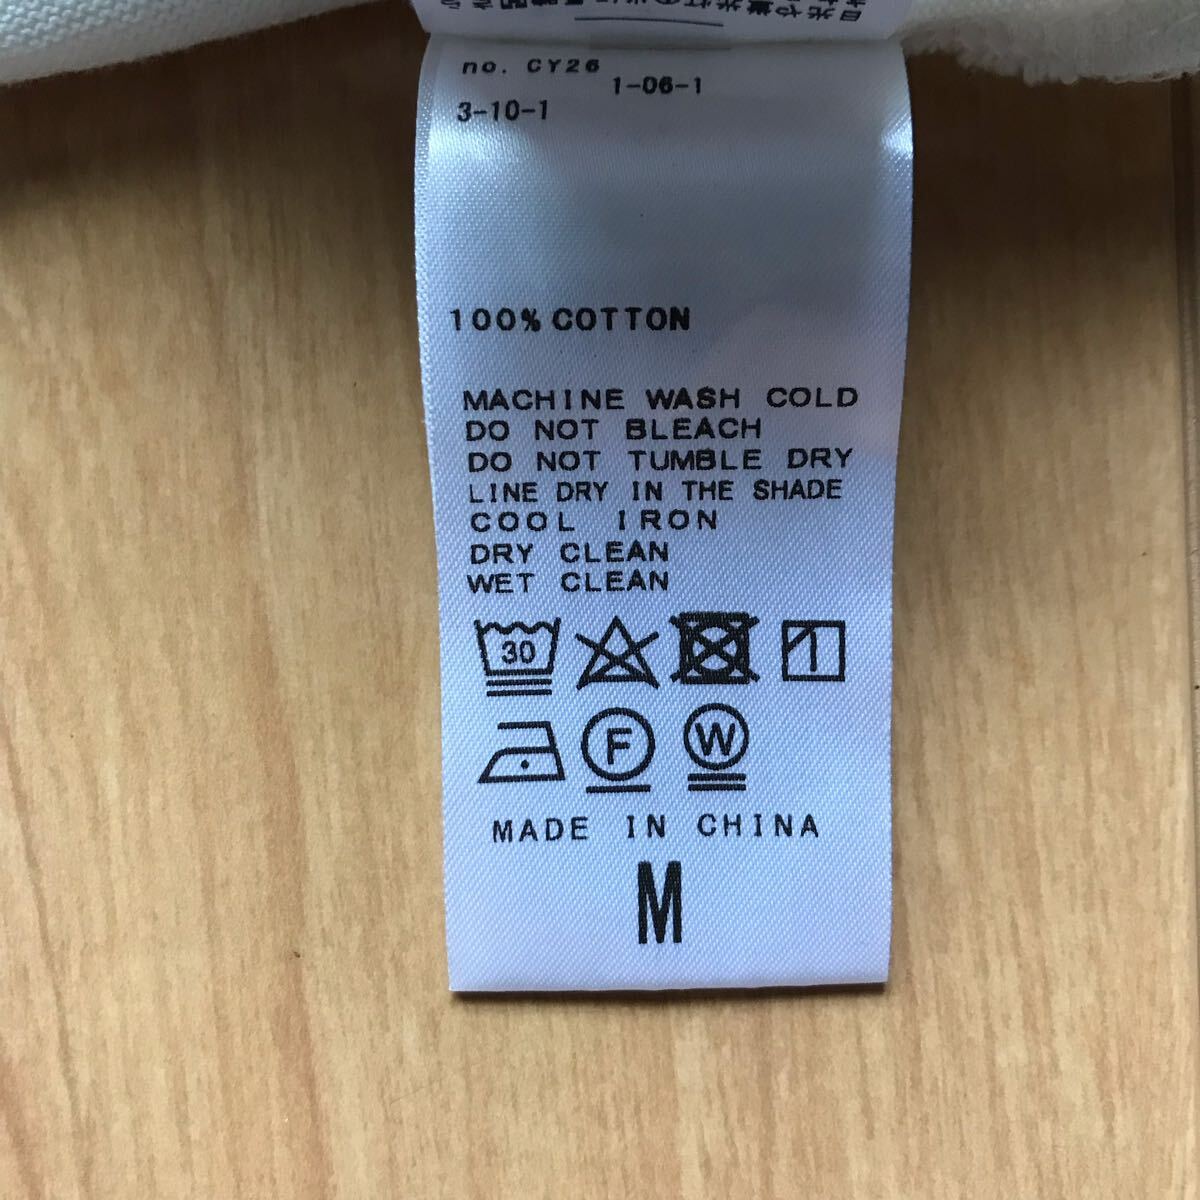 no. CY26
1-06-1
3-10-1
100% COTTON
MACHINE WASH COLD
DO NOT BLEACH
DO NOT TUMBLE DRY
LINE DRY IN THE SHADE
COOL IRON
DRY CLEAN
WET CLEAN
30
F W
MADE IN CHINA
M